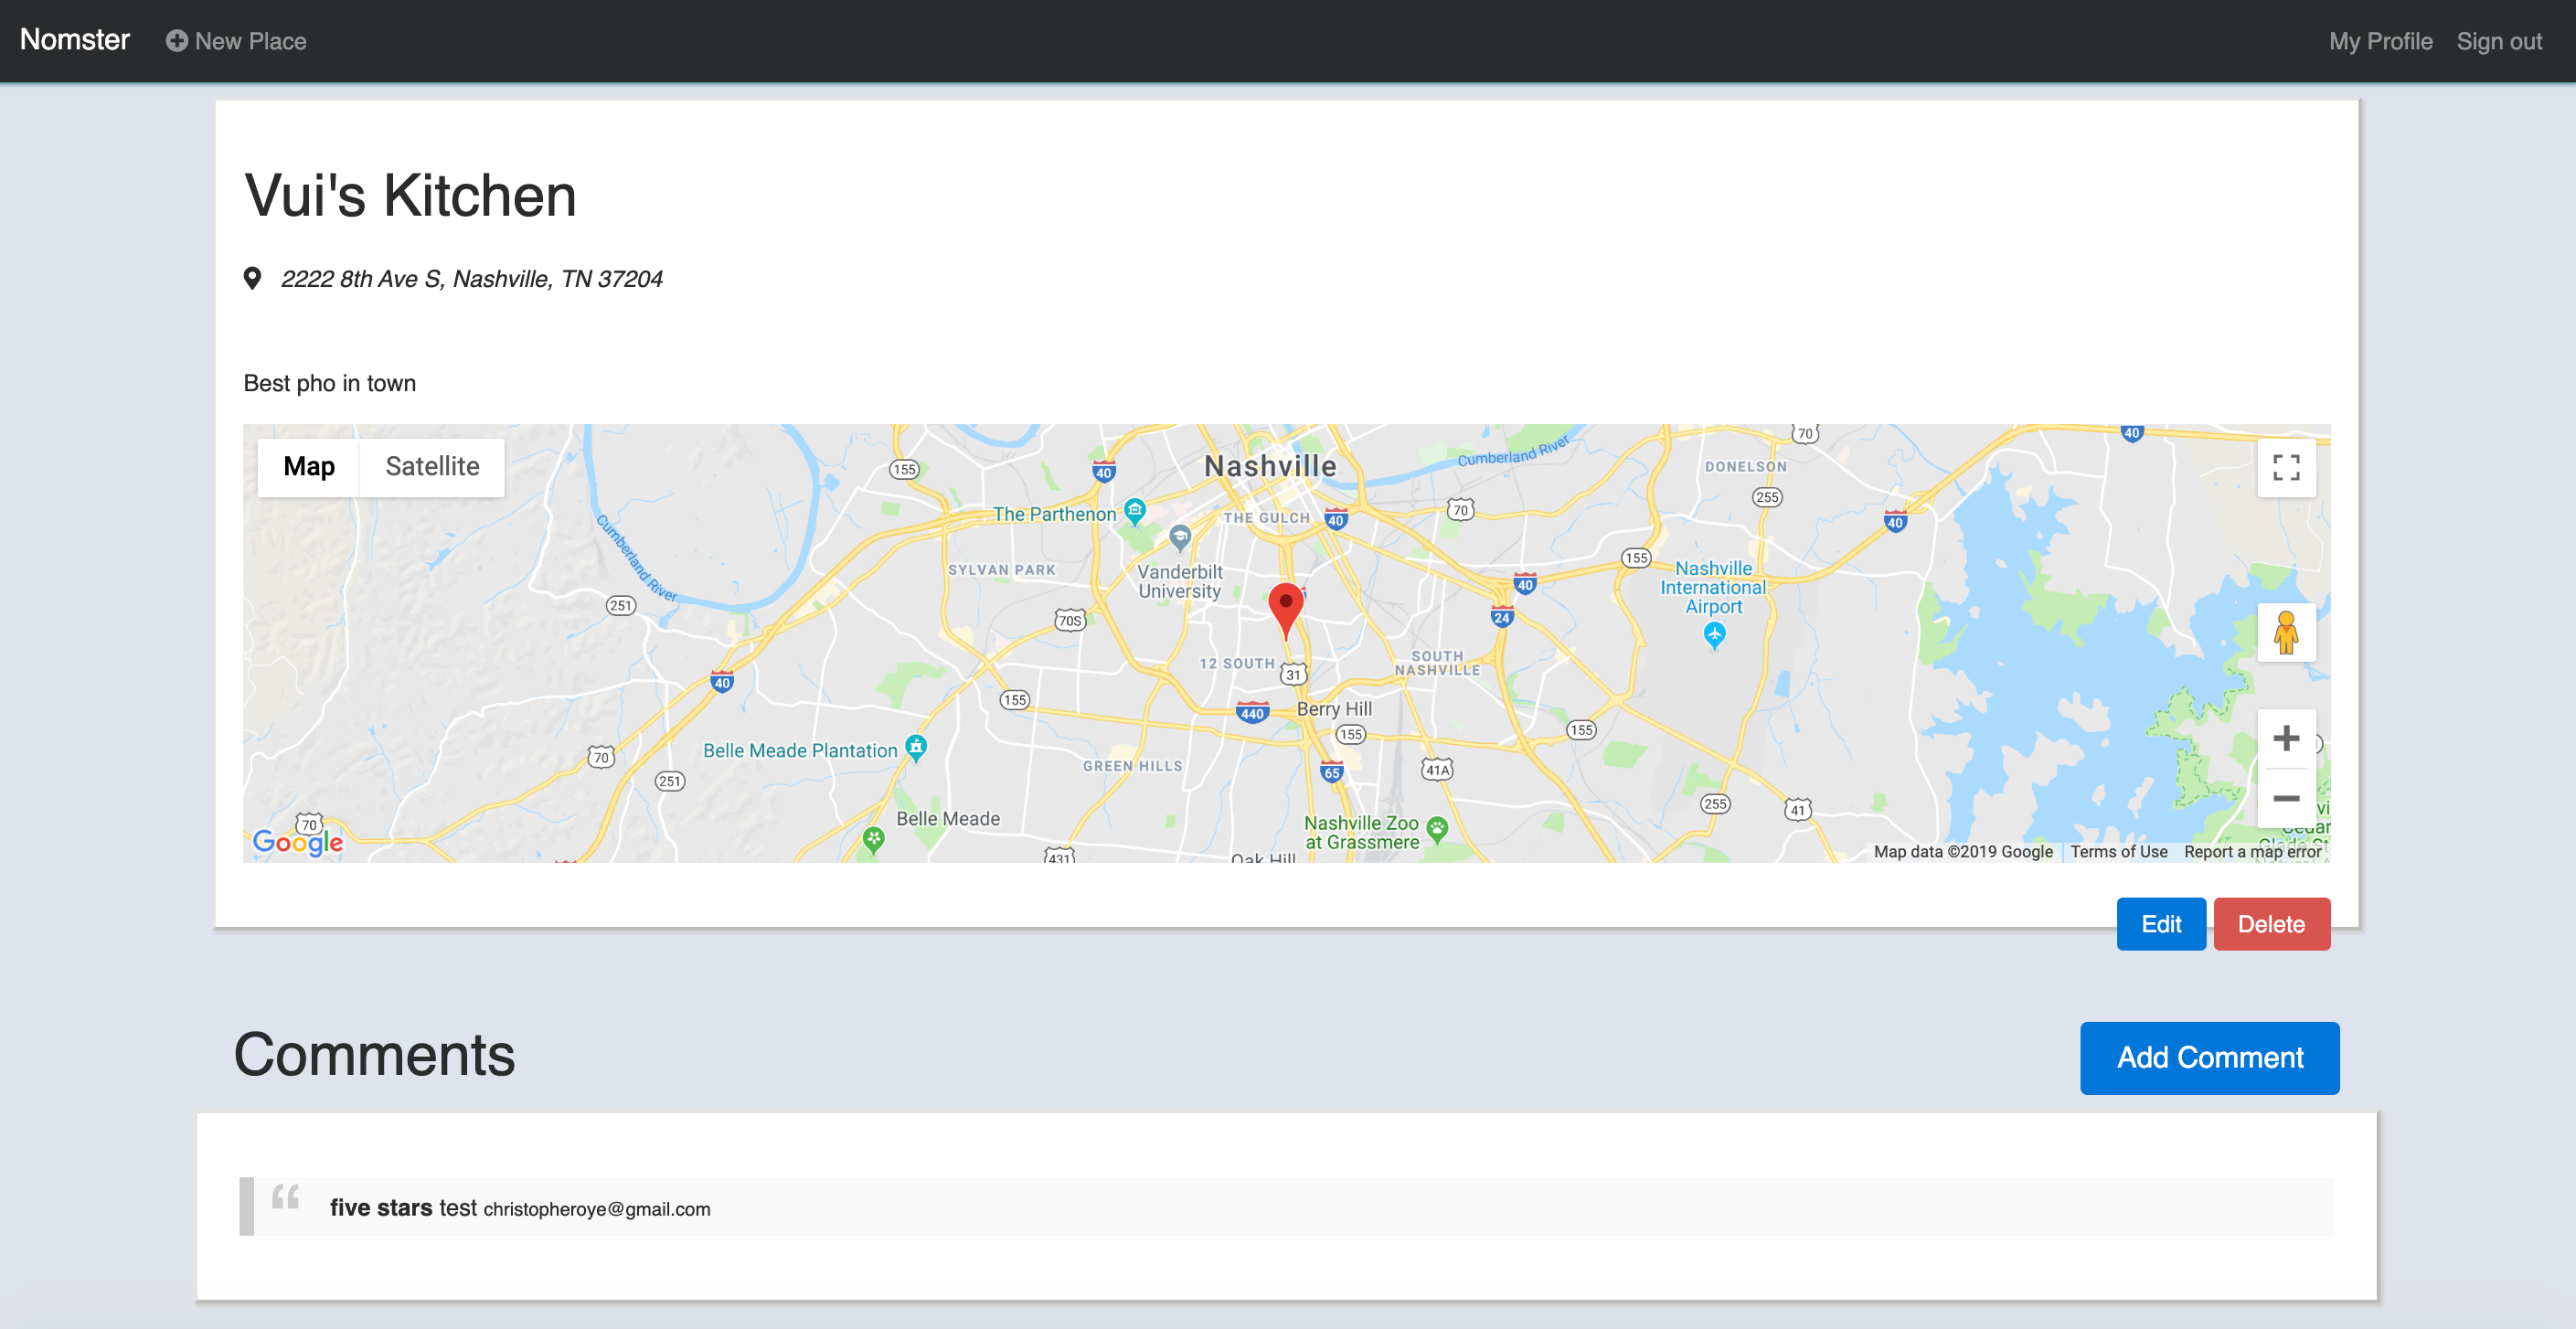 Nomster New Place My Profile Sign out
Vui's Kitchen
2222 8th Ave S, Nashville, TN 37204
Best pho in town
Map Satellite
70
40
155
40
Nashville
Cumberland River
DONELSON
255
The Parthenon
THE GULCH
40
70
40
Cumberland River
SYLVAN PARK
Vanderbilt
University
155
40
Nashville
International
Airport
251
70S
24
12 SOUTH
31
SOUTH
NASHVILLE
40
155
440
Berry Hill
155
155
70
251
Belle Meade Plantation
GREEN HILLS
65
41A
255
41
70
Belle Meade
Nashville Zoo
at Grassmere
431
Oak Hill
Google
Map data ©2019 Google Terms of Use Report a map error
Edit Delete
Comments
Add Comment
five stars test christopheroye@gmail.com